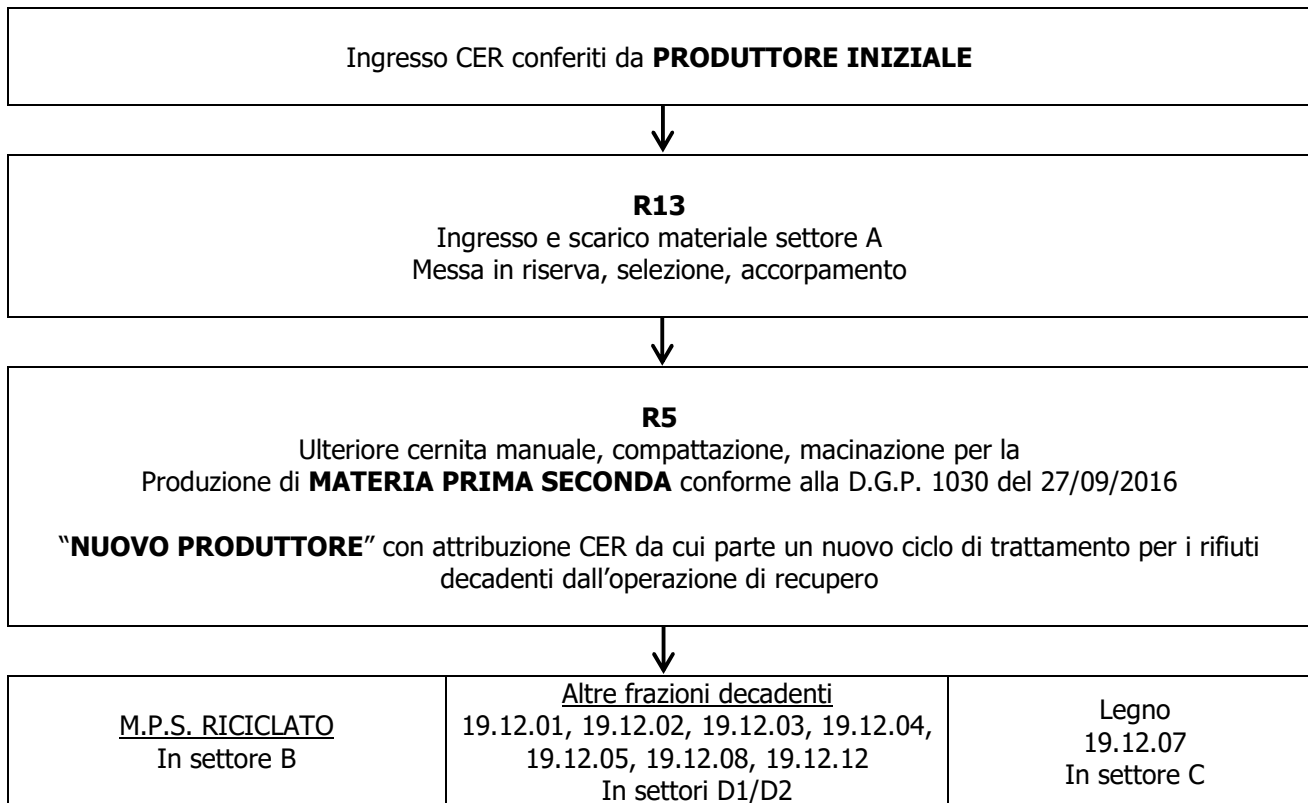 Ingresso CER conferiti da PRODUTTORE INIZIALE
R13
Ingresso e scarico materiale settore A
Messa in riserva, selezione, accorpamento
R5
Ulteriore cernita manuale, compattazione, macinazione per la
Produzione di MATERIA PRIMA SECONDA conforme alla D.G.P. 1030 del 27/09/2016
“NUOVO PRODUTTORE” con attribuzione CER da cui parte un nuovo ciclo di trattamento per i rifiuti
decadenti dall’operazione di recupero
M.P.S. RICICLATO
In settore B
Altre frazioni decadenti
19.12.01, 19.12.02, 19.12.03, 19.12.04,
19.12.05, 19.12.08, 19.12.12
In settori D1/D2
Legno
19.12.07
In settore C